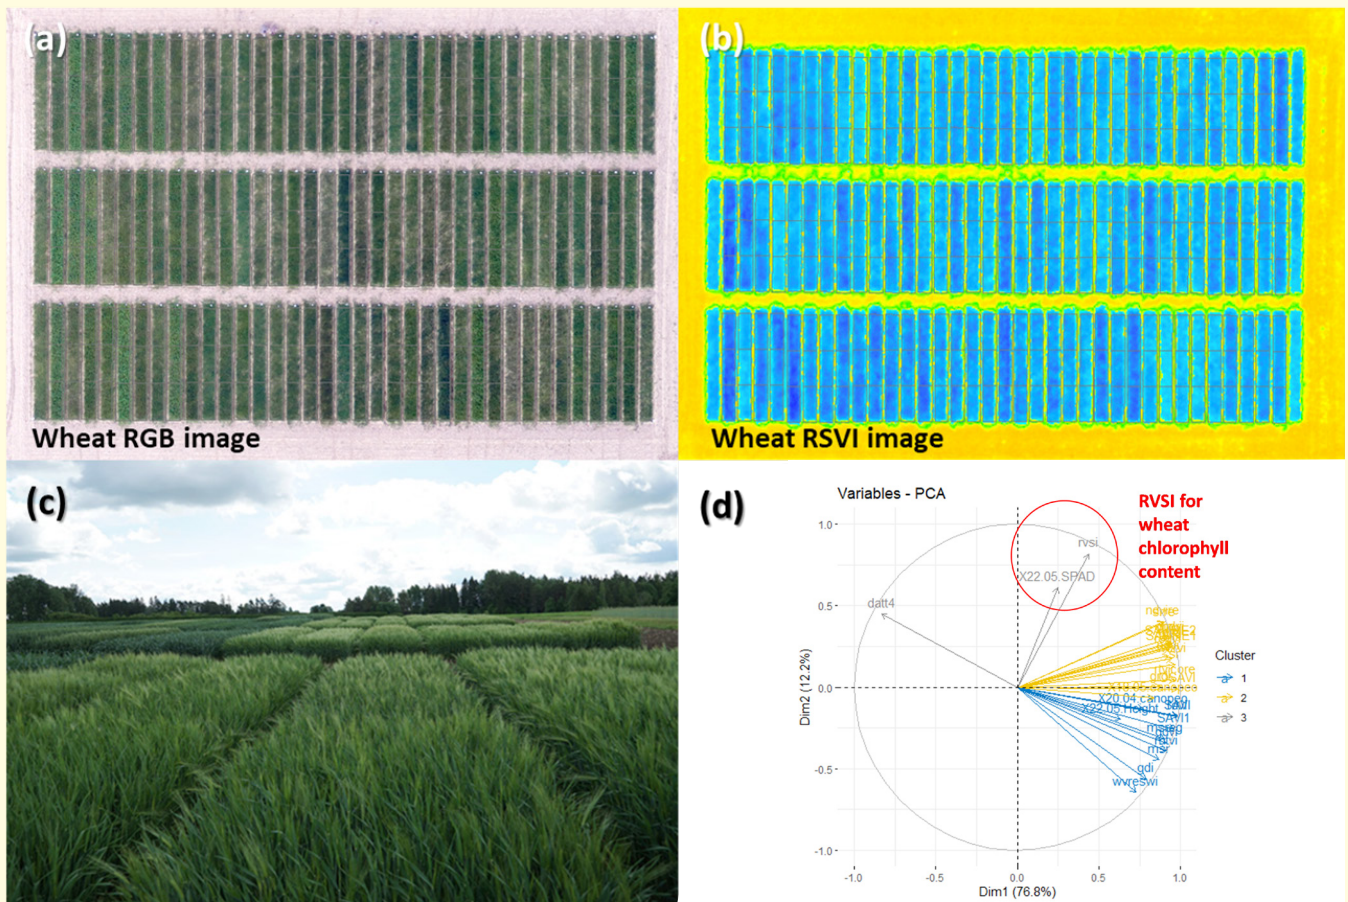 (a)
Wheat RGB image
(b)
Wheat RSVI image
(c)
(d)
Variables - PCA
RVSI for
wheat
chlorophyll
content
rvsi
X22.05.SPAD
datt4
X20.04.canopeo
X22.05.Height
SAVI1
msr
gdi
wvreswi
Cluster
a 1
a 2
a 3
1.0
0.5
0.0
-0.5
-1.0
Dim2 (12.2%)
-1.0
-0.5
0.0
0.5
1.0
Dim1 (76.8%)